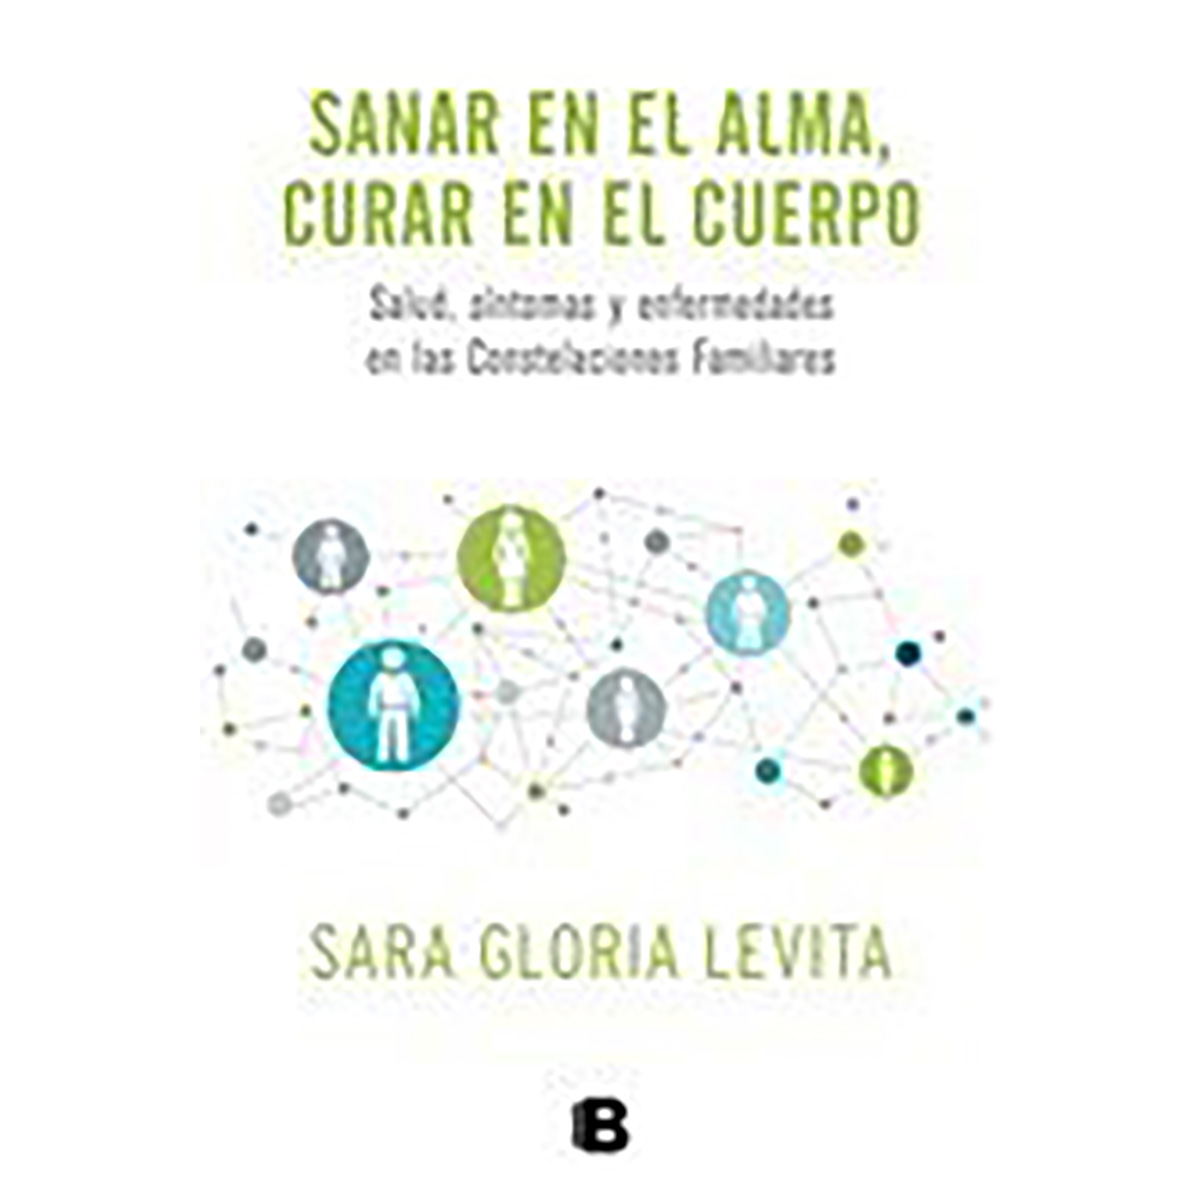 SANAR EN EL ALMA,
CURAR EN EL CUERPO
Salud, síntomas y enfermedades
en las Constelaciones Familiares
SARA GLORIA LEVITA
B